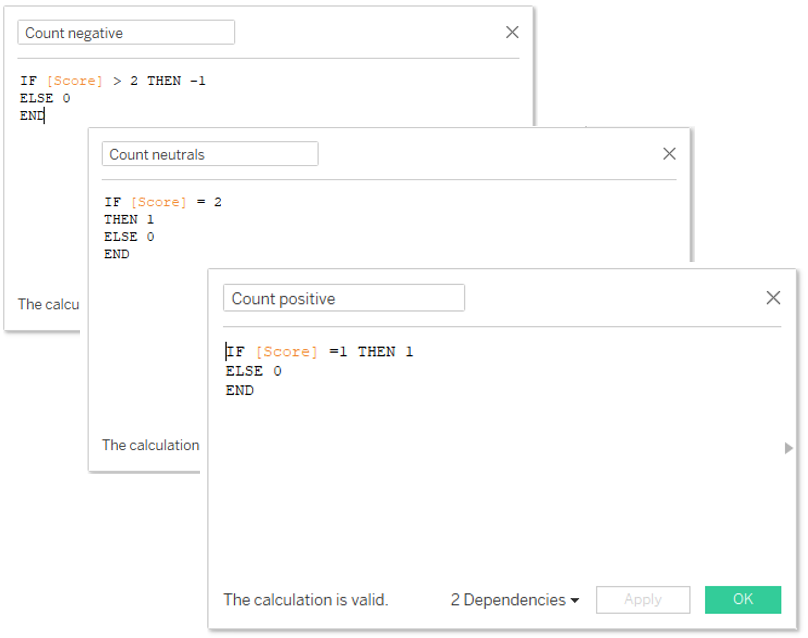 Count negative
IF [Score] > 2 THEN -1
ELSE 0
END
The calcu
Count neutrals
IF [Score] = 2
THEN 1
ELSE 0
END
The calculation
Count positive
IF [Score] =1 THEN 1
ELSE 0
END
The calculation is valid. 2 Dependencies Apply OK